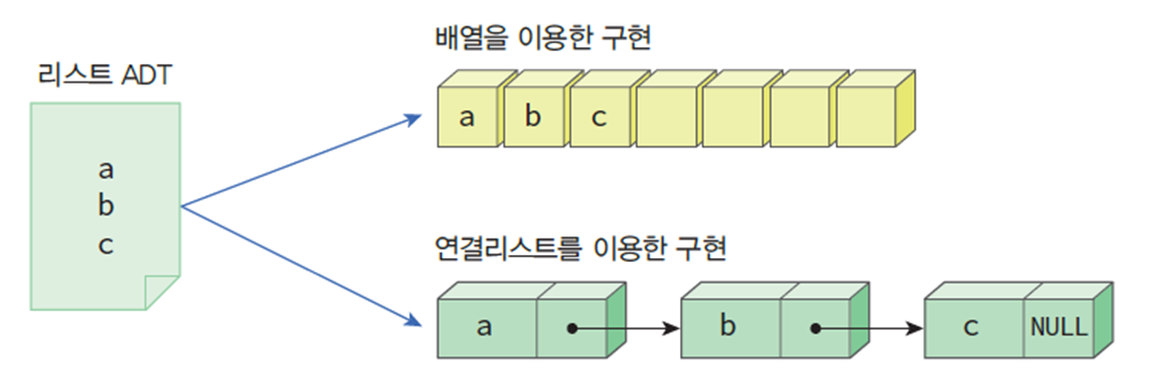 리스트 ADT
a
b
c
배열을 이용한 구현
a b c
연결리스트를 이용한 구현
a b c NULL